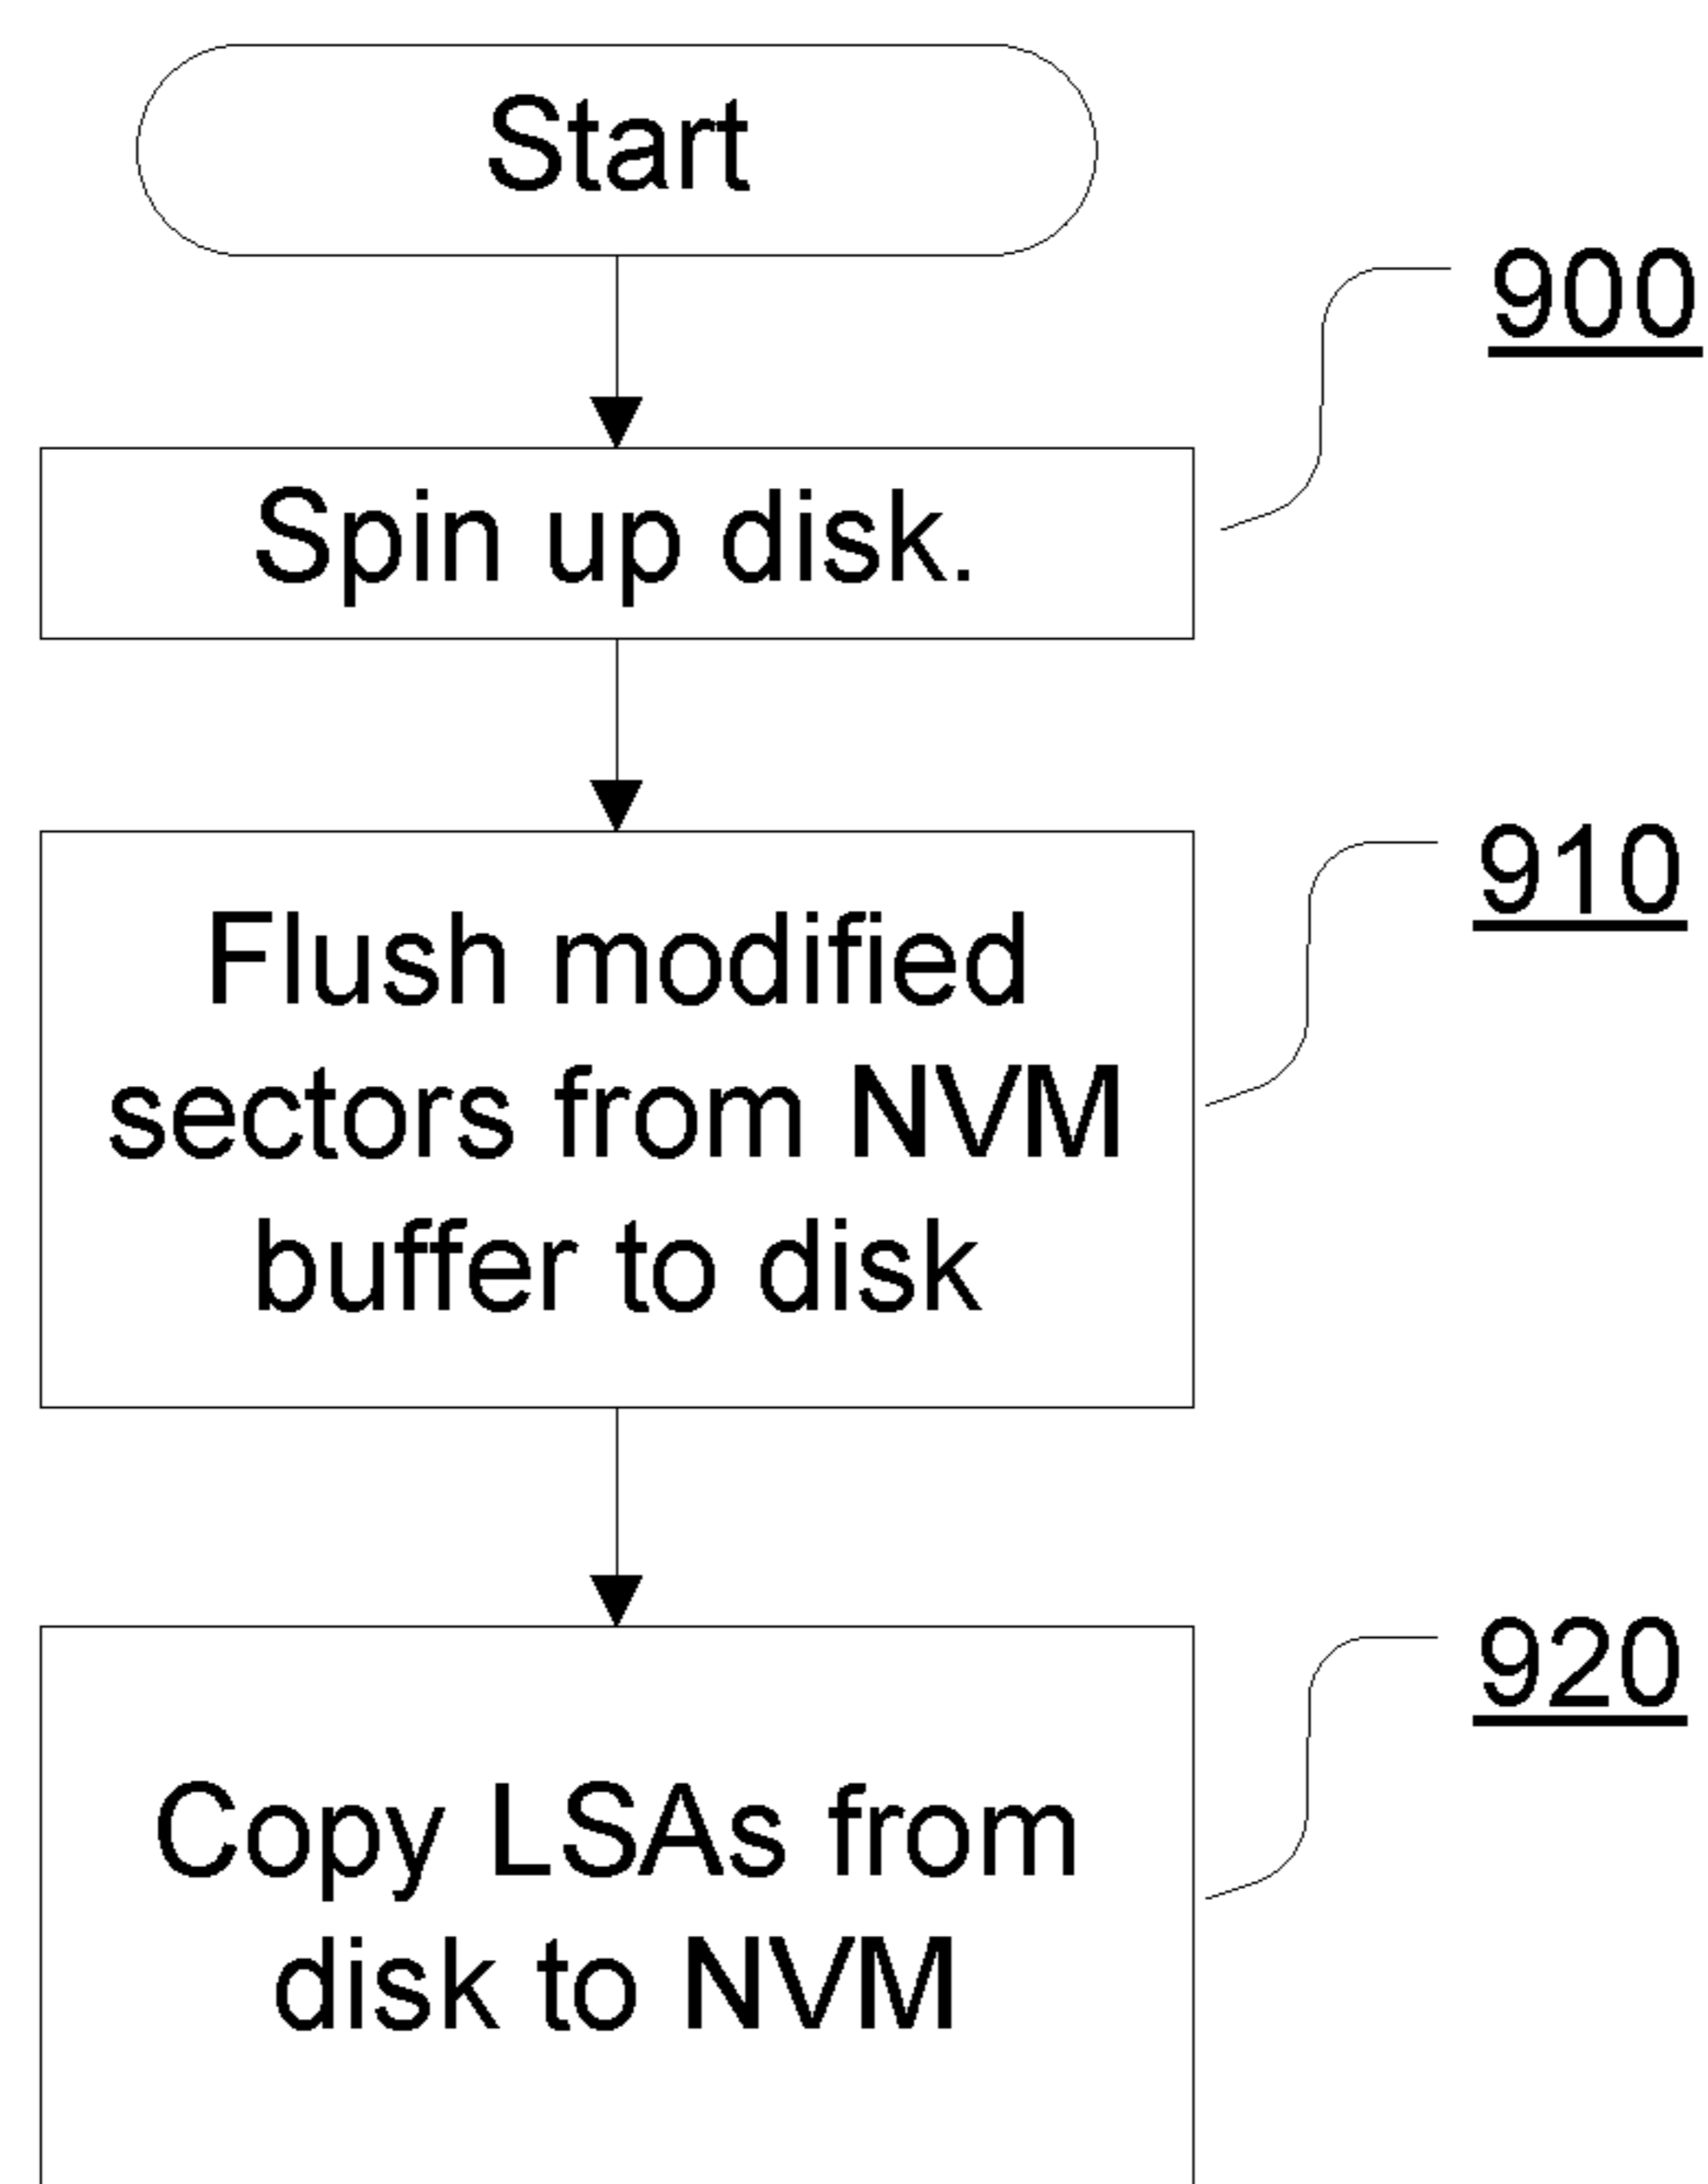 Start
900
Spin up disk.
910
Flush modified
sectors from NVM
buffer to disk
920
Copy LSAs from
disk to NVM